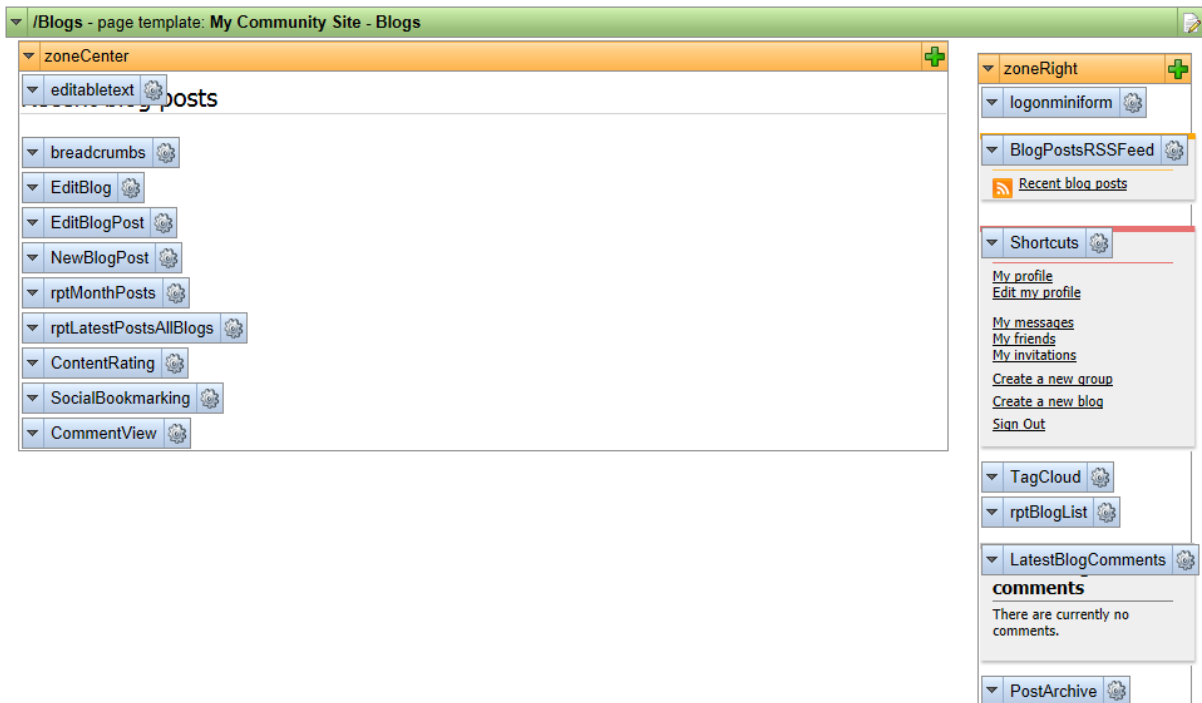 /Blogs - page template: My Community Site - Blogs
zoneCenter
editabletext
posts
breadcrumbs
EditBlog
EditBlogPost
NewBlogPost
rptMonthPosts
rptLatestPostsAllBlogs
ContentRating
SocialBookmarking
CommentView
zoneRight
logonminiform
BlogPostsRSSFeed
Recent blog posts
Shortcuts
My profile
Edit my profile
My messages
My friends
My invitations
Create a new group
Create a new blog
Sign Out
TagCloud
rptBlogList
LatestBlogComments
comments
There are currently no
comments.
PostArchive